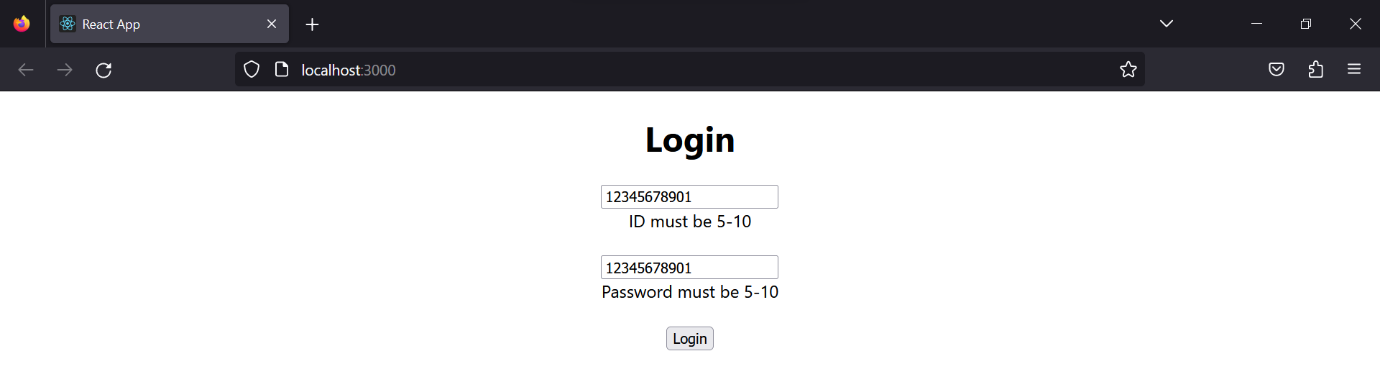 React App
localhost:3000
Login
12345678901
ID must be 5-10
12345678901
Password must be 5-10
Login